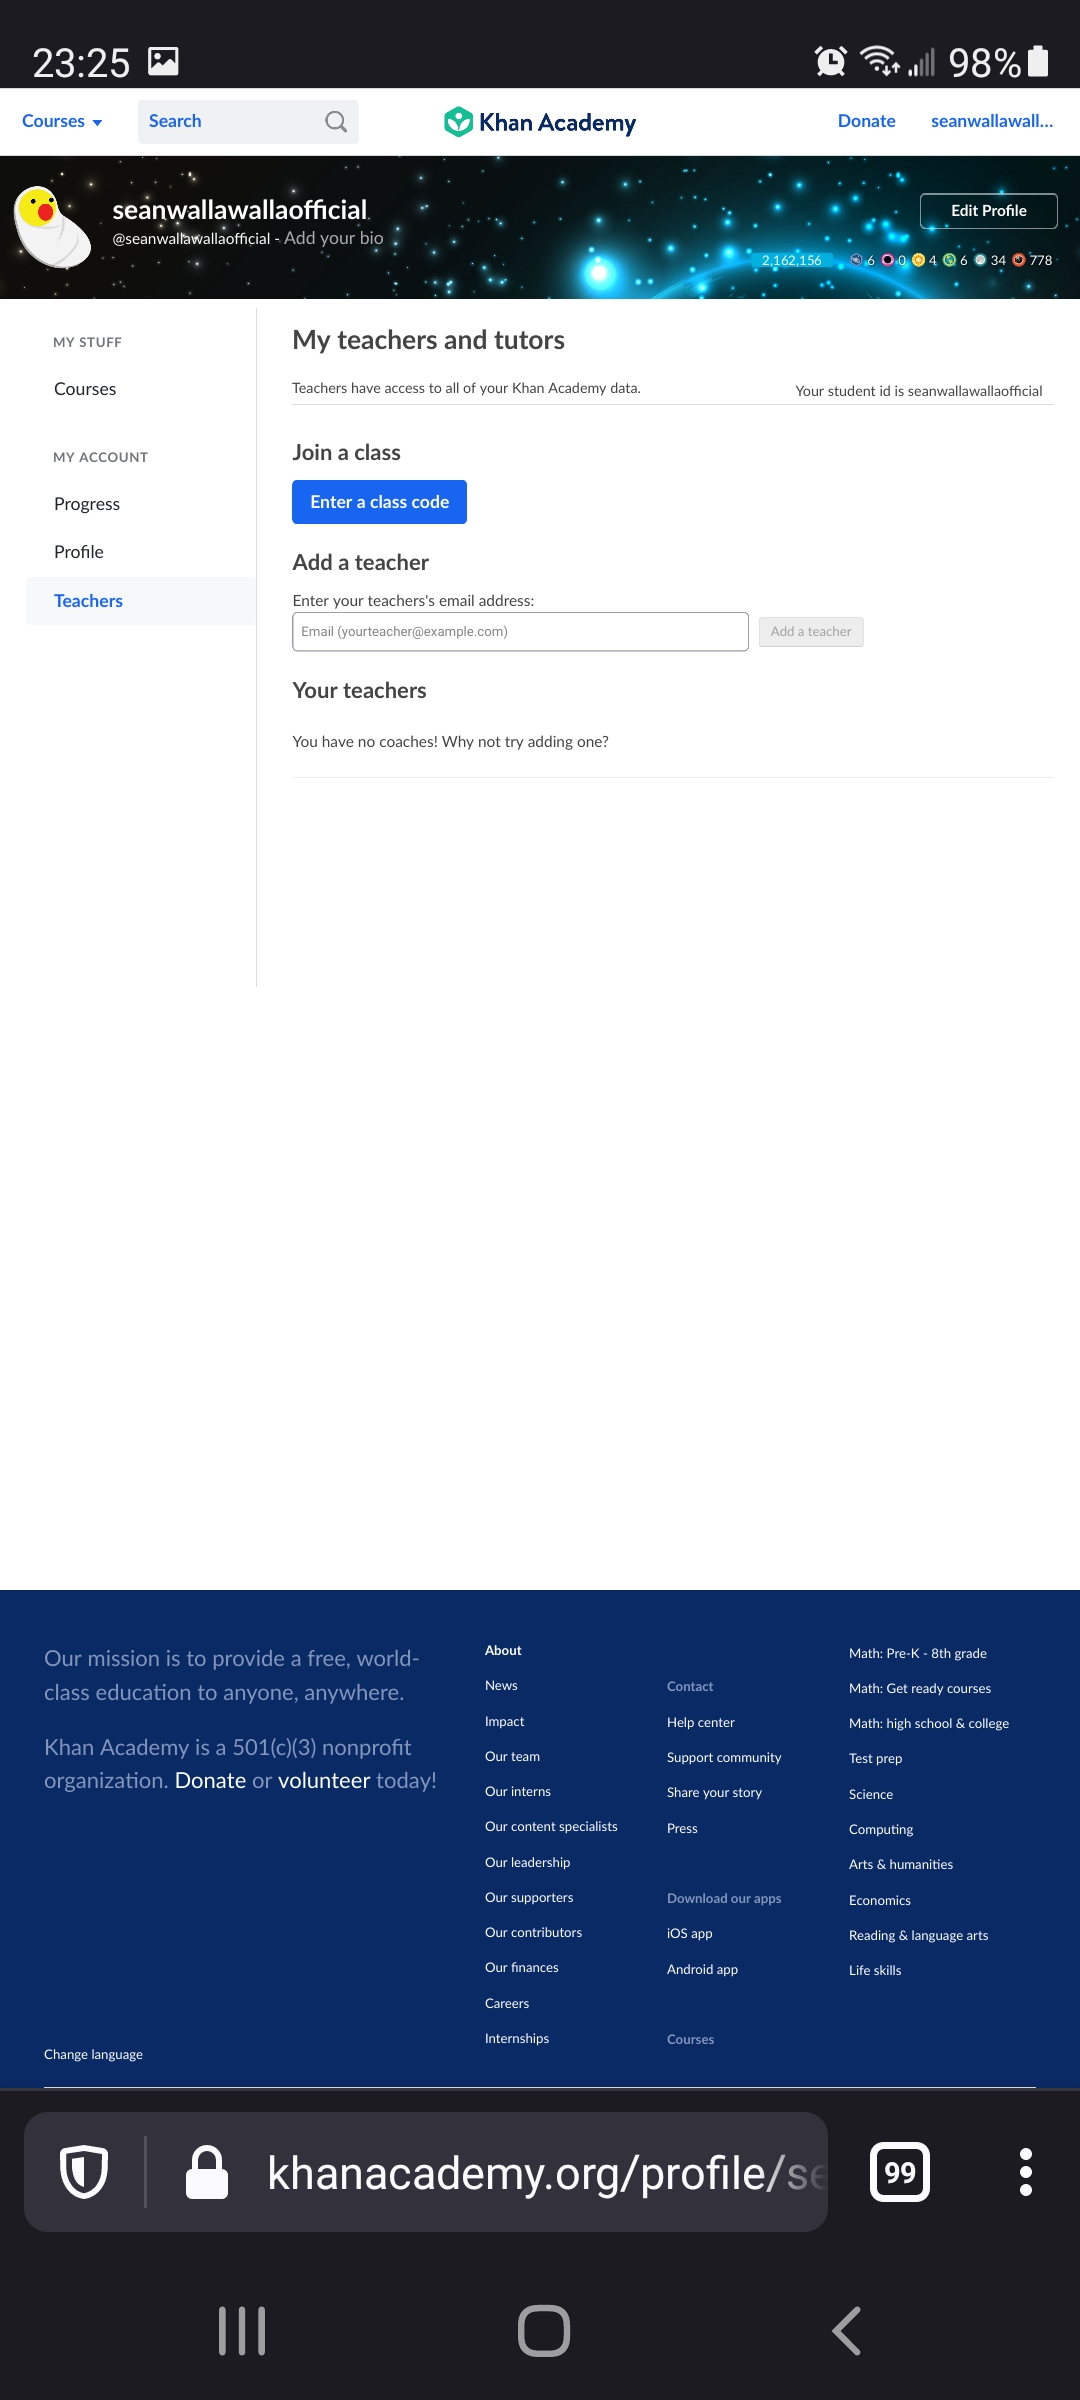 23:25
98%
Courses
Search
Khan Academy
Donate
seanwallawall...
seanwallawallaofficial
@seanwallawallaofficial - Add your bio
Edit Profile
2,162,156
6 0 4 6 34 778
MY STUFF
Courses
MY ACCOUNT
Progress
Profile
Teachers
My teachers and tutors
Teachers have access to all of your Khan Academy data.
Your student id is seanwallawallaofficial
Join a class
Enter a class code
Add a teacher
Enter your teachers's email address:
Email (yourteacher@example.com)
Add a teacher
Your teachers
You have no coaches! Why not try adding one?
Our mission is to provide a free, world-
class education to anyone, anywhere.
Khan Academy is a 501(c)(3) nonprofit
organization. Donate or volunteer today!
Change language
About
News
Impact
Our team
Our interns
Our content specialists
Our leadership
Our supporters
Our contributors
Our finances
Careers
Internships
Contact
Help center
Support community
Share your story
Press
Download our apps
iOS app
Android app
Courses
Math: Pre-K - 8th grade
Math: Get ready courses
Math: high school & college
Test prep
Science
Computing
Arts & humanities
Economics
Reading & language arts
Life skills
khanacademy.org/profile/se
99